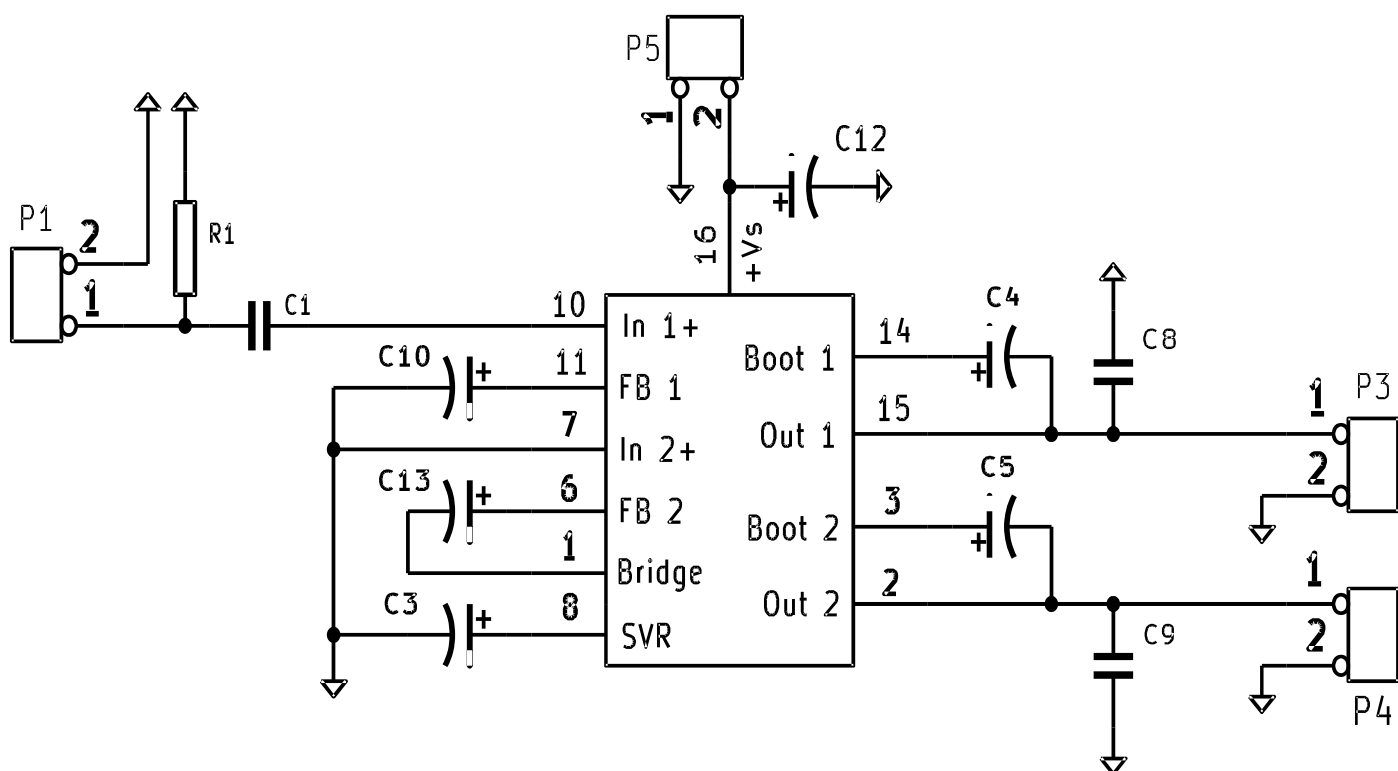 P5
1 2
C12
P1
2
R1
1
C1
16
+Vs
10
In 1+
C10
11
FB 1
7
In 2+
C13
6
FB 2
1
Bridge
C3
8
SVR
C4
14
Boot 1
15
Out 1
C8
1
P3
2
C5
3
Boot 2
2
Out 2
C9
1
2
P4
+
+
+
+
+
+